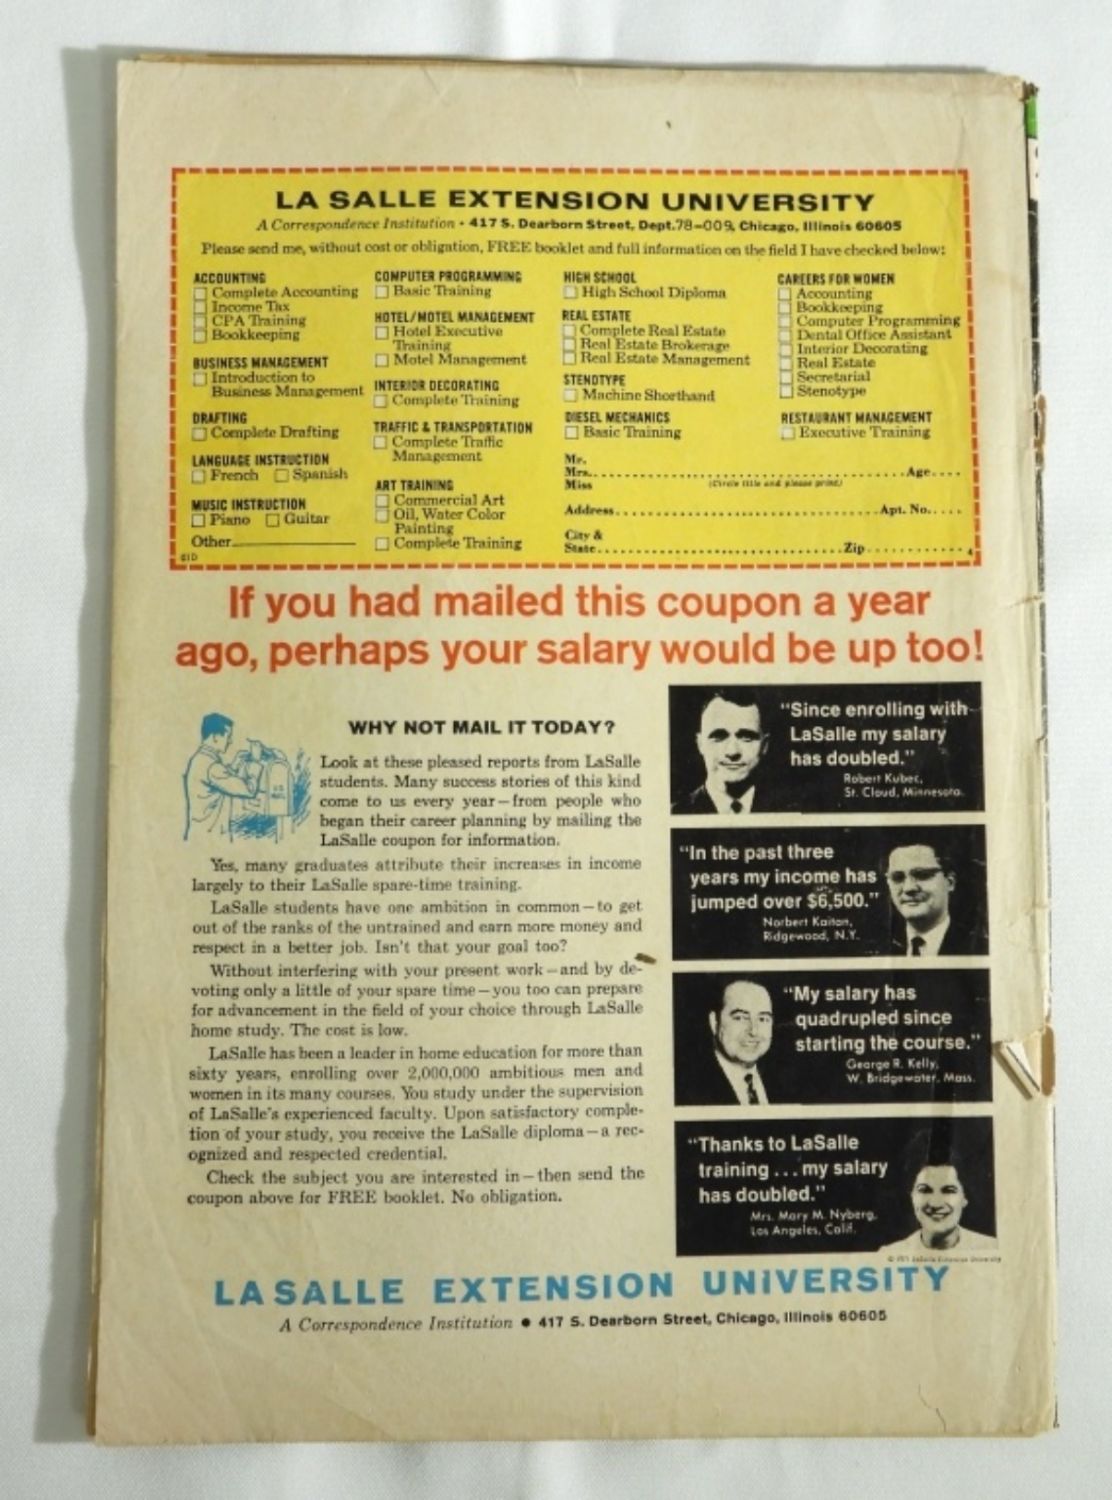 LA SALLE EXTENSION UNIVERSITY
A Correspondence Institution • 417 S. Dearborn Street, Dept. 78-009, Chicago, Illinois 60605
Please send me, without cost or obligation, FREE booklet and full information on the field I have checked below:
ACCOUNTING
Complete Accounting
Income Tax
CPA Training
Bookkeeping
BUSINESS MANAGEMENT
Introduction to
Business Management
DRAFTING
Complete Drafting
LANGUAGE INSTRUCTION
French Spanish
MUSIC INSTRUCTION
Piano Guitar
Other
COMPUTER PROGRAMMING
Basic Training
HOTEL/MOTEL MANAGEMENT
Hotel Executive
Training
Motel Management
INTERIOR DECORATING
Complete Training
TRAFFIC & TRANSPORTATION
Complete Traffic
Management
ART TRAINING
Commercial Art
Oil, Water Color
Painting
Complete Training
HIGH SCHOOL
High School Diploma
REAL ESTATE
Complete Real Estate
Real Estate Brokerage
Real Estate Management
STENOTYPE
Machine Shorthand
DIESEL MECHANICS
Basic Training
CAREERS FOR WOMEN
Accounting
Bookkeeping
Computer Programming
Dental Office Assistant
Interior Decorating
Real Estate
Secretarial
Stenotype
RESTAURANT MANAGEMENT
Executive Training
Mr.
Mrs. Age
Miss (Circle title and please print)
Address Apt. No.
City &
State Zip
If you had mailed this coupon a year
ago, perhaps your salary would be up too!
WHY NOT MAIL IT TODAY?
Look at these pleased reports from LaSalle
students. Many success stories of this kind
come to us every year—from people who
began their career planning by mailing the
LaSalle coupon for information.
Yes, many graduates attribute their increases in income
largely to their LaSalle spare-time training.
LaSalle students have one ambition in common—to get
out of the ranks of the untrained and earn more money and
respect in a better job. Isn't that your goal too?
Without interfering with your present work—and by de-
voting only a little of your spare time—you too can prepare
for advancement in the field of your choice through LaSalle
home study. The cost is low.
LaSalle has been a leader in home education for more than
sixty years, enrolling over 2,000,000 ambitious men and
women in its many courses. You study under the supervision
of LaSalle's experienced faculty. Upon satisfactory comple-
tion of your study, you receive the LaSalle diploma—a rec-
ognized and respected credential.
Check the subject you are interested in—then send the
coupon above for FREE booklet. No obligation.
"Since enrolling with
LaSalle my salary
has doubled."
Robert Kubec,
St. Cloud, Minnesota.
"In the past three
years my income has
jumped over $6,500."
Norbert Kaitan,
Ridgewood, N.Y.
"My salary has
quadrupled since
starting the course."
George R. Kelly,
W. Bridgewater, Mass.
"Thanks to LaSalle
training . . . my salary
has doubled."
Mrs. Mary M. Nyberg,
Los Angeles, Calif.
LASALLE EXTENSION UNIVERSITY
A Correspondence Institution • 417 S. Dearborn Street, Chicago, Illinois 60605